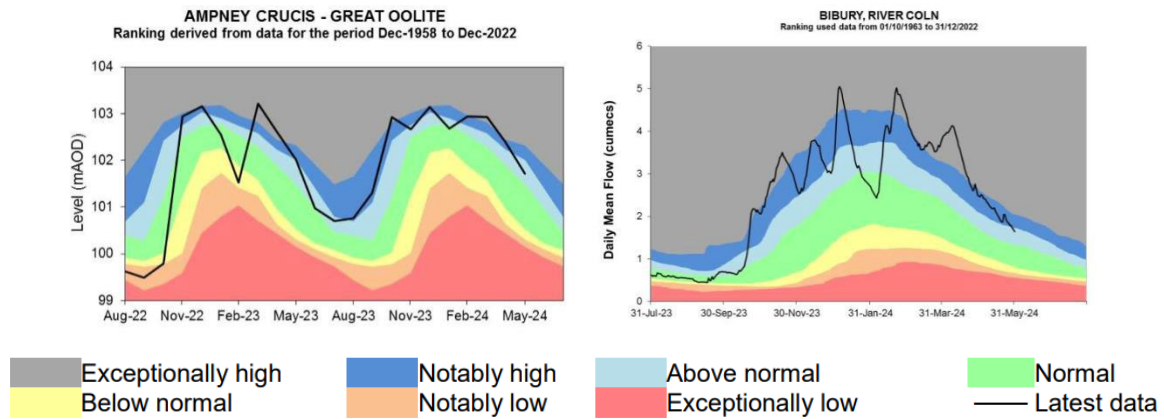 AMPNEY CRUCIS - GREAT OOLITE
Ranking derived from data for the period Dec-1958 to Dec-2022
104
103
102
101
100
99
Level (mAOD)
Aug-22 Nov-22 Feb-23 May-23 Aug-23 Nov-23 Feb-24 May-24
BIBURY, RIVER COLN
Ranking used data from 01/10/1963 to 31/12/2022
6
5
4
3
2
1
0
Daily Mean Flow (cumecs)
31-Jul-23 30-Sep-23 30-Nov-23 31-Jan-24 31-Mar-24 31-May-24
Exceptionally high Notably high Above normal Normal
Below normal Notably low Exceptionally low Latest data